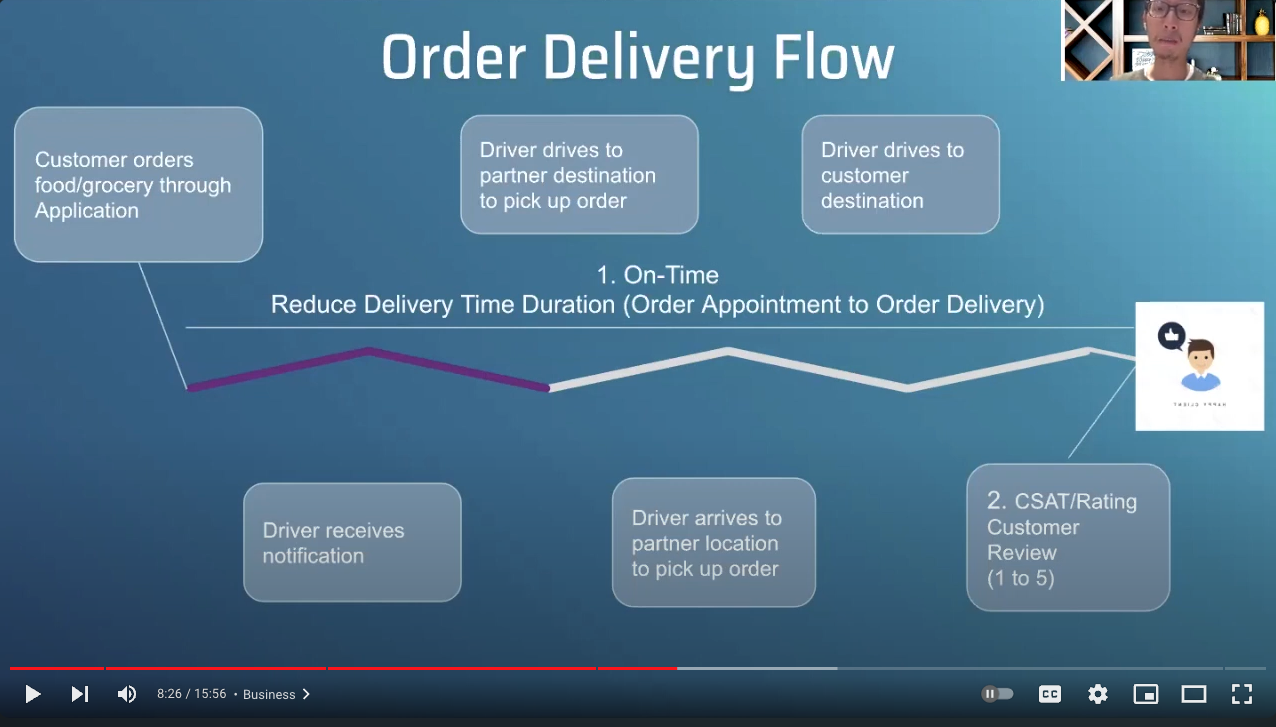 Order Delivery Flow
Customer orders
food/grocery through
Application
Driver drives to
partner destination
to pick up order
Driver drives to
customer
destination
1. On-Time
Reduce Delivery Time Duration (Order Appointment to Order Delivery)
Driver receives
notification
Driver arrives to
partner location
to pick up order
2. CSAT/Rating
Customer
Review
(1 to 5)
8:26 / 15:56 • Business
CC